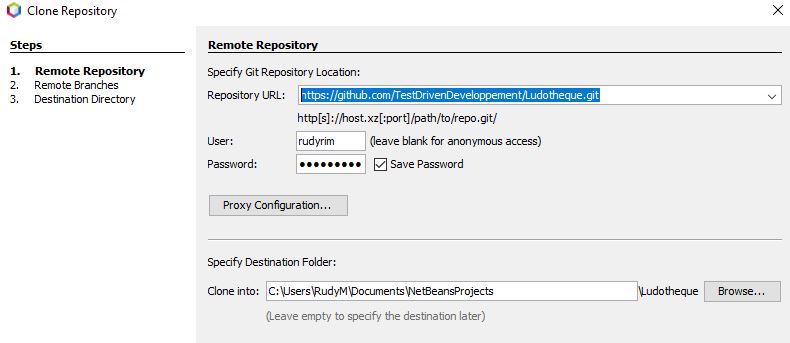 Clone Repository
Steps
1. Remote Repository
2. Remote Branches
3. Destination Directory
Remote Repository
Specify Git Repository Location:
Repository URL: https://github.com/TestDrivenDeveloppement/Ludotheque.git
http[s]://host.xz[:port]/path/to/repo.git/
User: rudyrim (leave blank for anonymous access)
Password: ●●●●●●●●● Save Password
Proxy Configuration...
Specify Destination Folder:
Clone into: C:\Users\RudyM\Documents\NetBeansProjects \Ludotheque Browse...
(Leave empty to specify the destination later)